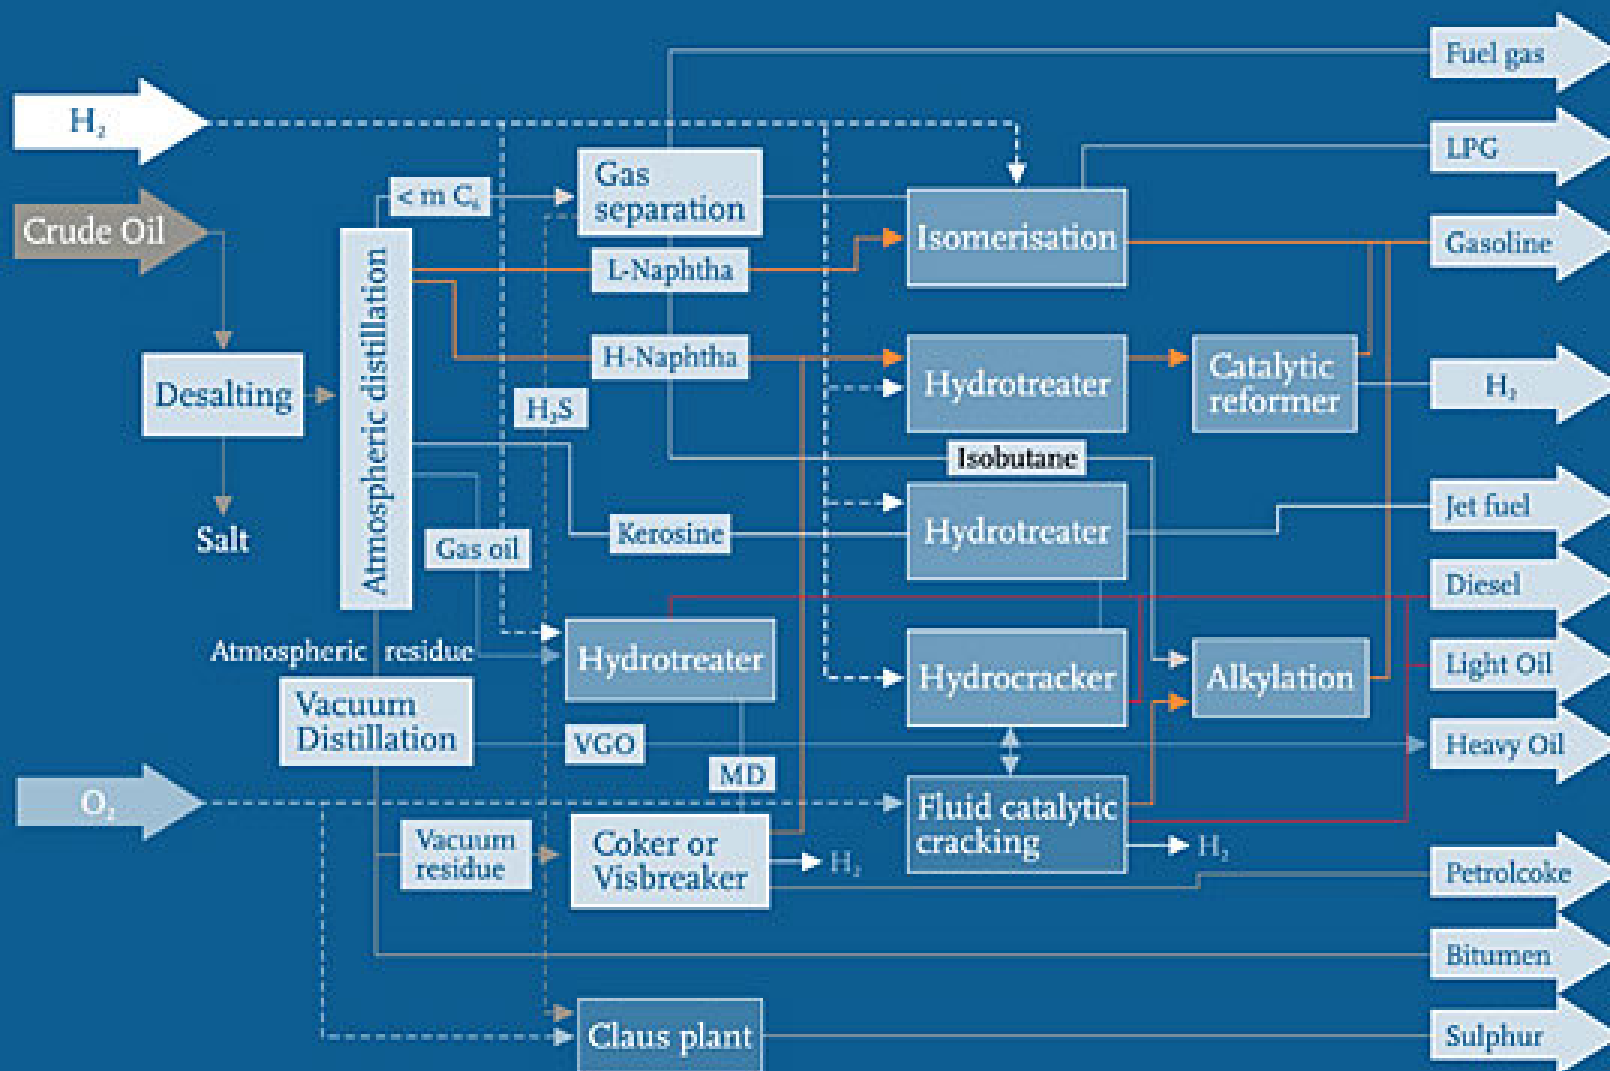 Fuel gas
H₂
LPG
< m C₆
Gas
separation
Crude Oil
Isomerisation
Gasoline
L-Naphtha
Atmospheric distillation
H-Naphtha
Hydrotreater
Catalytic
reformer
H₂
Desalting
H₂S
Isobutane
Jet fuel
Salt
Gas oil
Kerosine
Hydrotreater
Diesel
Atmospheric residue
Hydrotreater
Hydrocracker
Alkylation
Light Oil
Vacuum
Distillation
VGO
Heavy Oil
MD
O₂
Fluid catalytic
cracking
Vacuum
residue
Coker or
Visbreaker
H₂
H₂
Petrolcoke
Bitumen
Claus plant
Sulphur